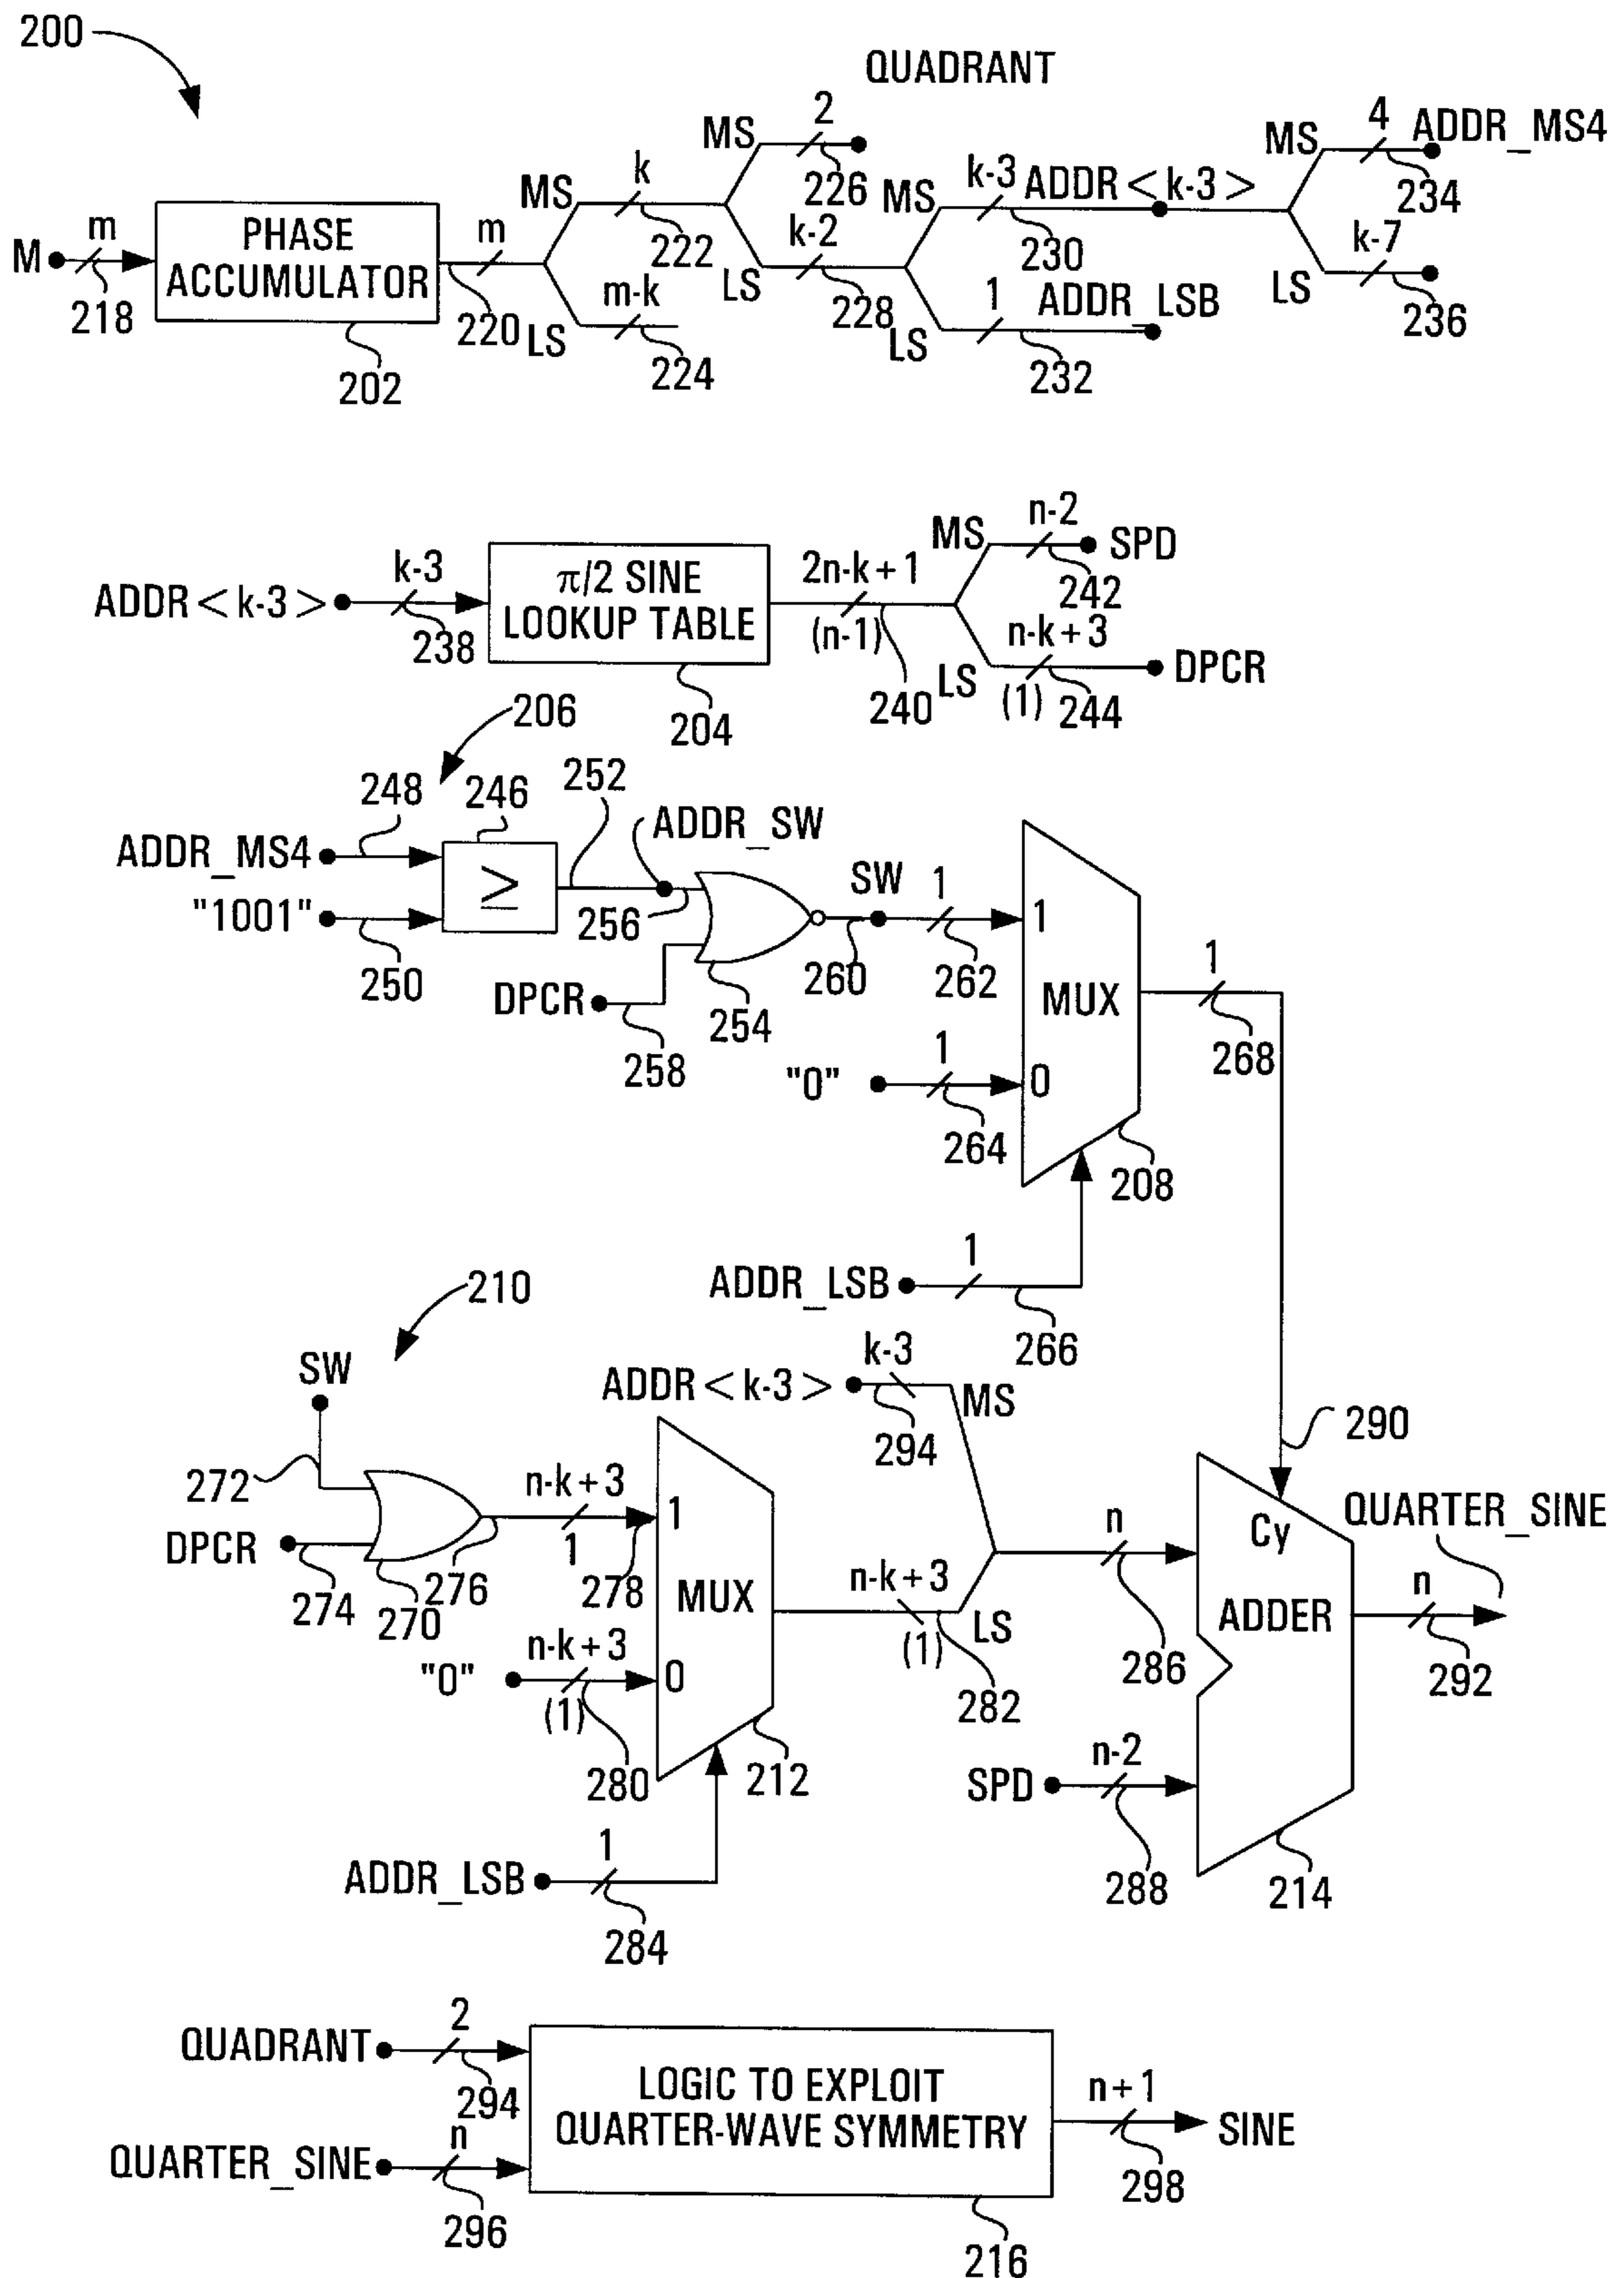 200
QUADRANT
M
m
218
PHASE
ACCUMULATOR
202
m
220
MS
LS
k
222
m-k
224
MS
LS
2
226
k-2
228
MS
LS
k-3
230
ADDR<k-3>
1
ADDR_LSB
232
MS
LS
4
ADDR_MS4
234
k-7
236
ADDR<k-3>
k-3
238
π/2 SINE
LOOKUP TABLE
204
2n-k+1
(n-1)
240
MS
LS
n-2
SPD
242
n-k+3
(1)
244
DPCR
206
ADDR_MS4
248
246
252
"1001"
250
≥
ADDR_SW
256
DPCR
258
254
SW
260
1
262
"0"
1
264
1
MUX
0
208
1
268
ADDR_LSB
1
266
210
SW
272
DPCR
274
270
276
n-k+3
1
278
"0"
n-k+3
(1)
280
1
MUX
0
212
ADDR_LSB
1
284
ADDR<k-3>
k-3
294
MS
n-k+3
(1)
282
LS
n
286
SPD
n-2
288
290
Cy
ADDER
214
QUARTER_SINE
n
292
QUADRANT
2
294
QUARTER_SINE
n
296
LOGIC TO EXPLOIT
QUARTER-WAVE SYMMETRY
216
n+1
298
SINE